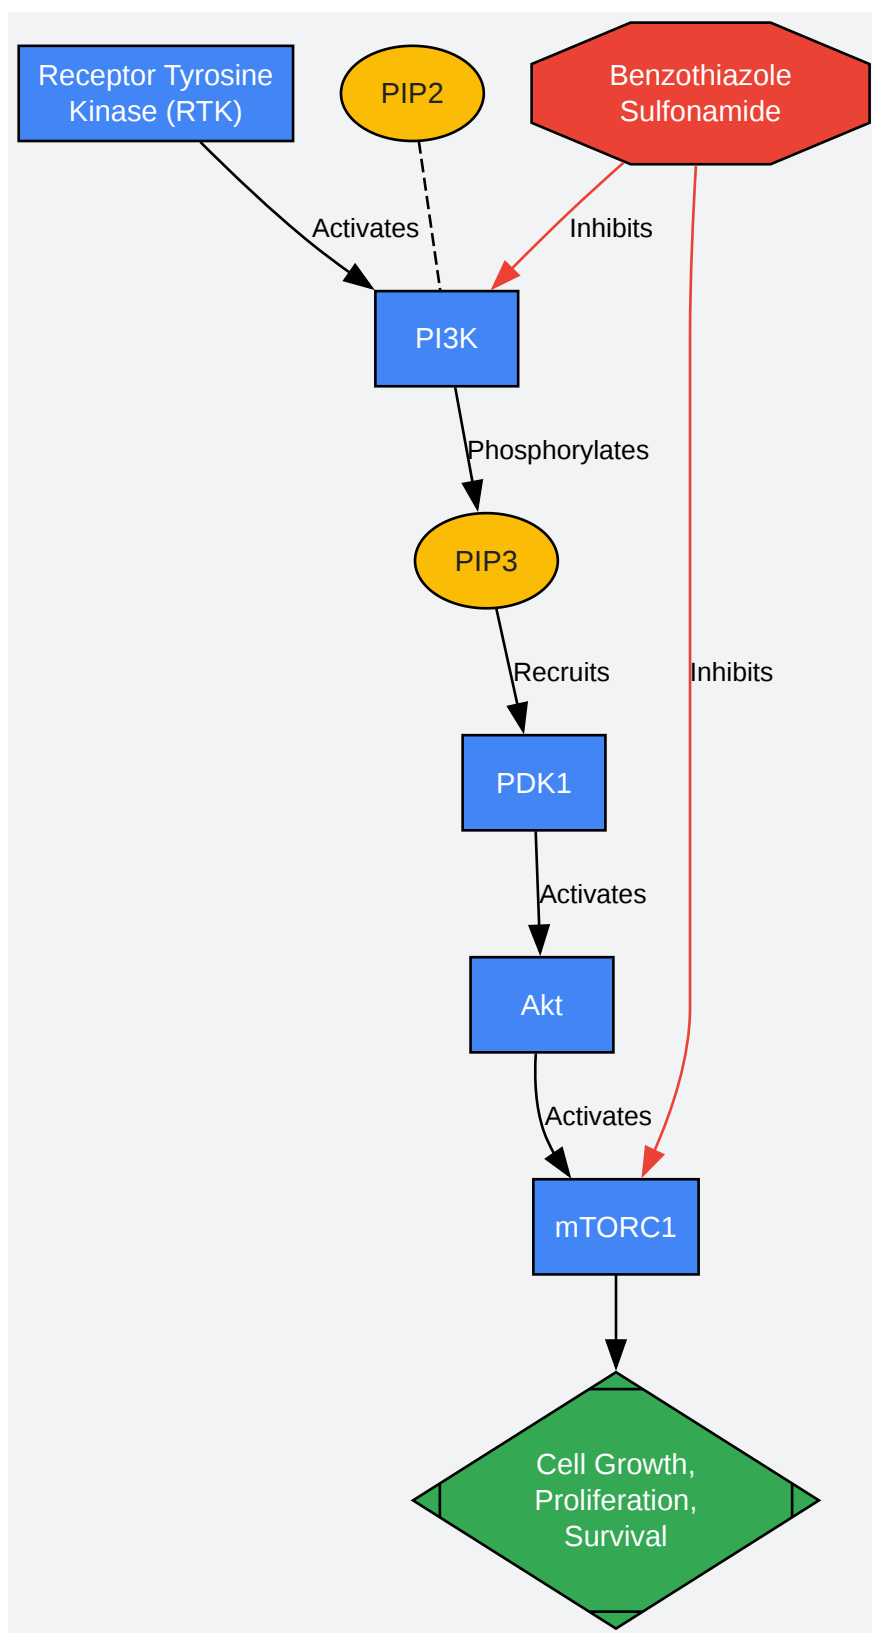 Receptor Tyrosine
Kinase (RTK)
PIP2
Benzothiazole
Sulfonamide
Activates
Inhibits
PI3K
Phosphorylates
PIP3
Recruits
Inhibits
PDK1
Activates
Akt
Activates
mTORC1
Cell Growth,
Proliferation,
Survival